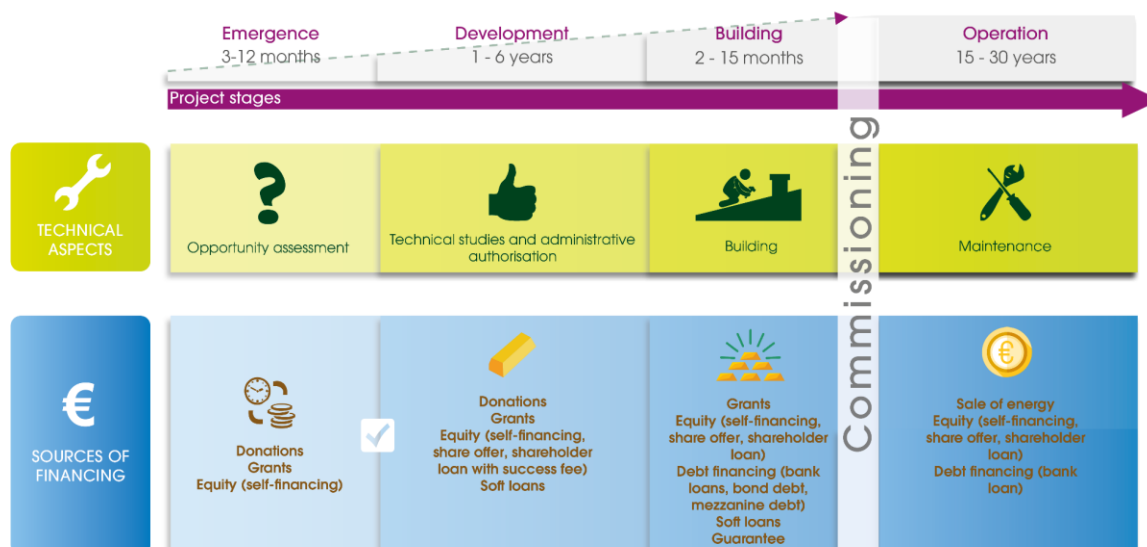 Emergence
3-12 months
Development
1 - 6 years
Building
2 - 15 months
Operation
15 - 30 years
Project stages
Commissioning
TECHNICAL
ASPECTS
Opportunity assessment
Technical studies and administrative
authorisation
Building
Maintenance
€
SOURCES OF
FINANCING
Donations
Grants
Equity (self-financing)
Donations
Grants
Equity (self-financing,
share offer, shareholder
loan with success fee)
Soft loans
Grants
Equity (self-financing,
share offer, shareholder
loan)
Debt financing (bank
loans, bond debt,
mezzanine debt)
Soft loans
Guarantee
€
Sale of energy
Equity (self-financing,
share offer, shareholder
loan)
Debt financing (bank
loan)